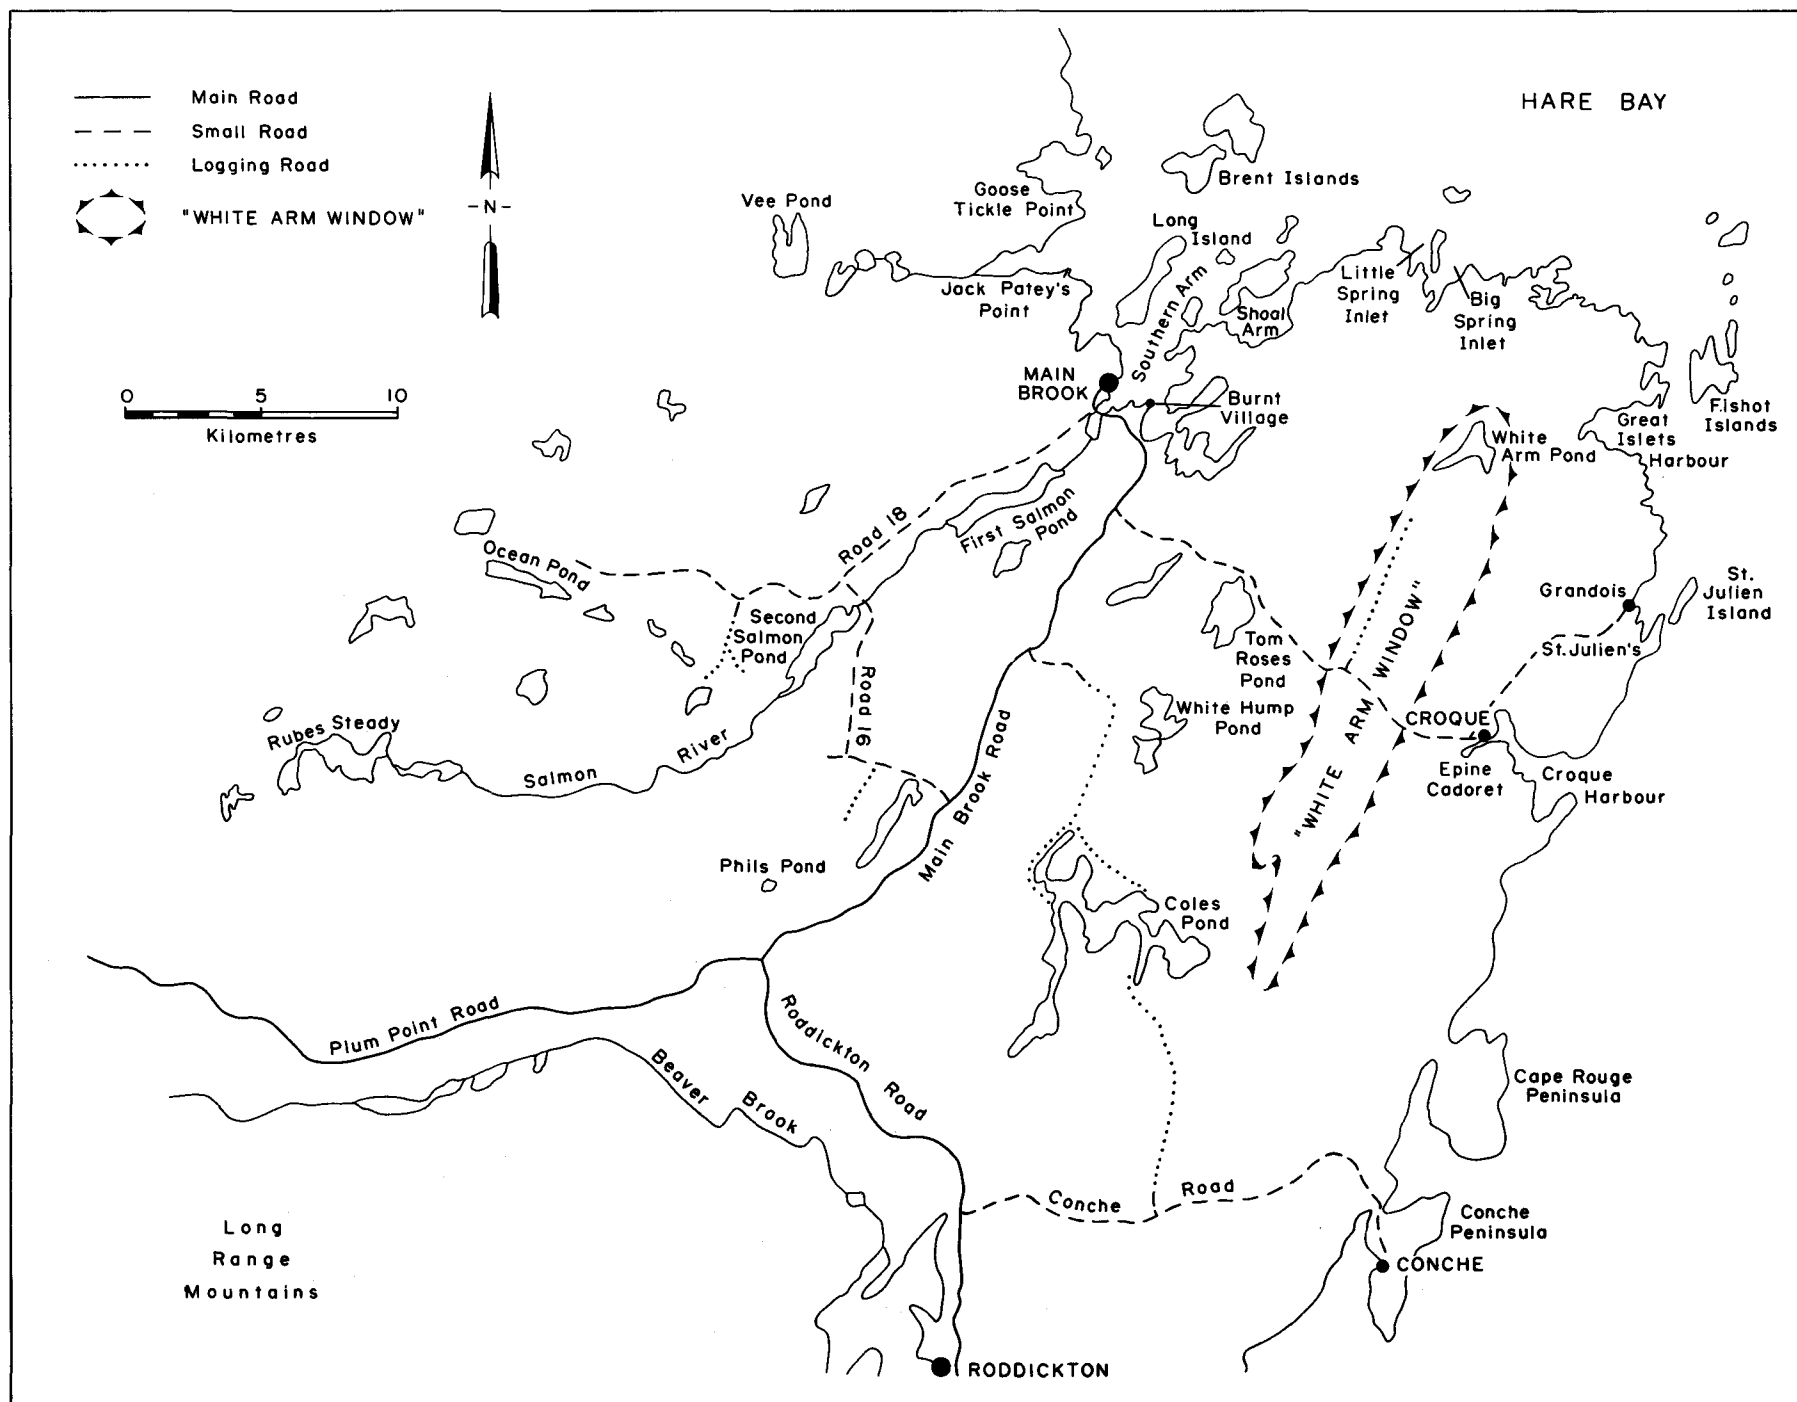 Main Road
Small Road
Logging Road
"WHITE ARM WINDOW"
-N-
HARE BAY
Brent Islands
Goose
Tickle Point
Vee Pond
Long
Island
Southern Arm
Jack Patey's
Point
Shoal
Arm
Little
Spring
Inlet
Big
Spring
Inlet
MAIN
BROOK
Burnt
Village
Fishot
Islands
Great
Islets
Harbour
White
Arm Pond
0 5 10
Kilometres
Road 18
First Salmon
Pond
Ocean Pond
Second
Salmon
Pond
Grandois
St.
Julien
Island
St. Julien's
Tom
Roses
Pond
White Hump
Pond
"WHITE ARM WINDOW"
CROQUE
Epine
Cadoret
Croque
Harbour
Road 16
Rubes Steady
Salmon River
Main Brook Road
Phils Pond
Coles
Pond
Plum Point Road
Roddickton Road
Beaver Brook
Cape Rouge
Peninsula
Conche Road
Conche
Peninsula
CONCHE
Long
Range
Mountains
RODDICKTON